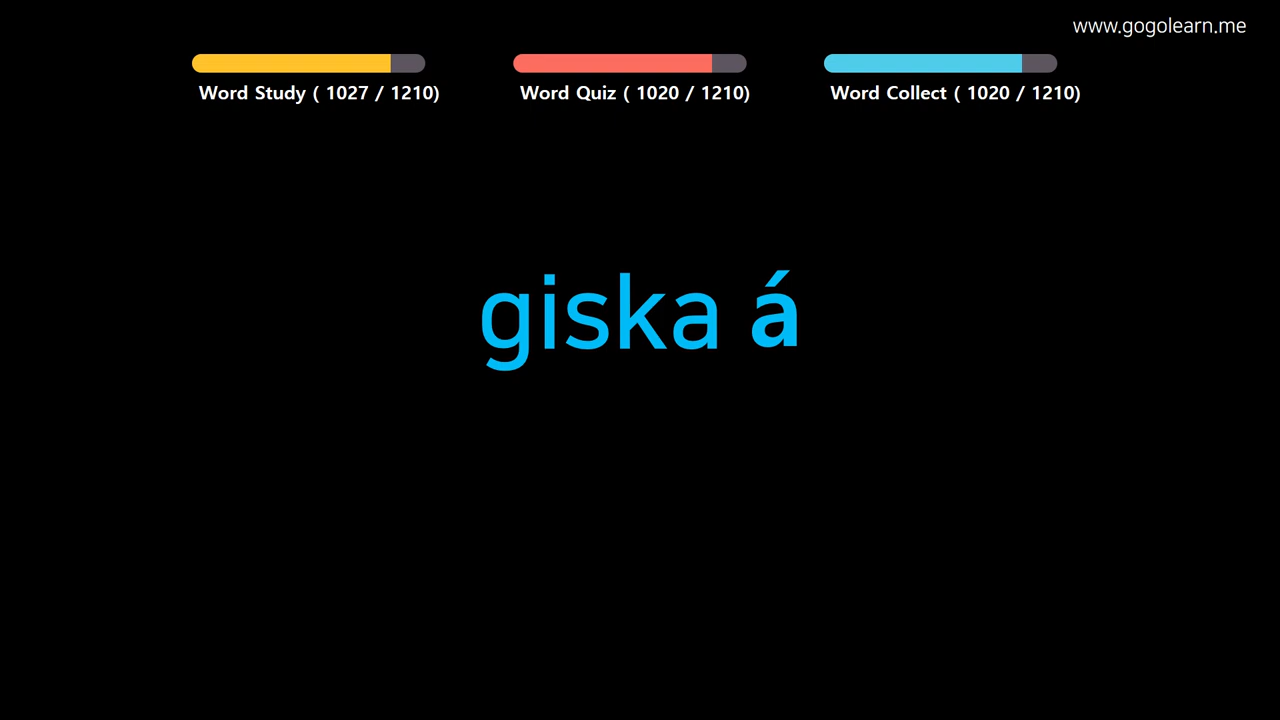 www.gogolearn.me
Word Study ( 1027 / 1210)
Word Quiz ( 1020 / 1210)
Word Collect ( 1020 / 1210)
giska á